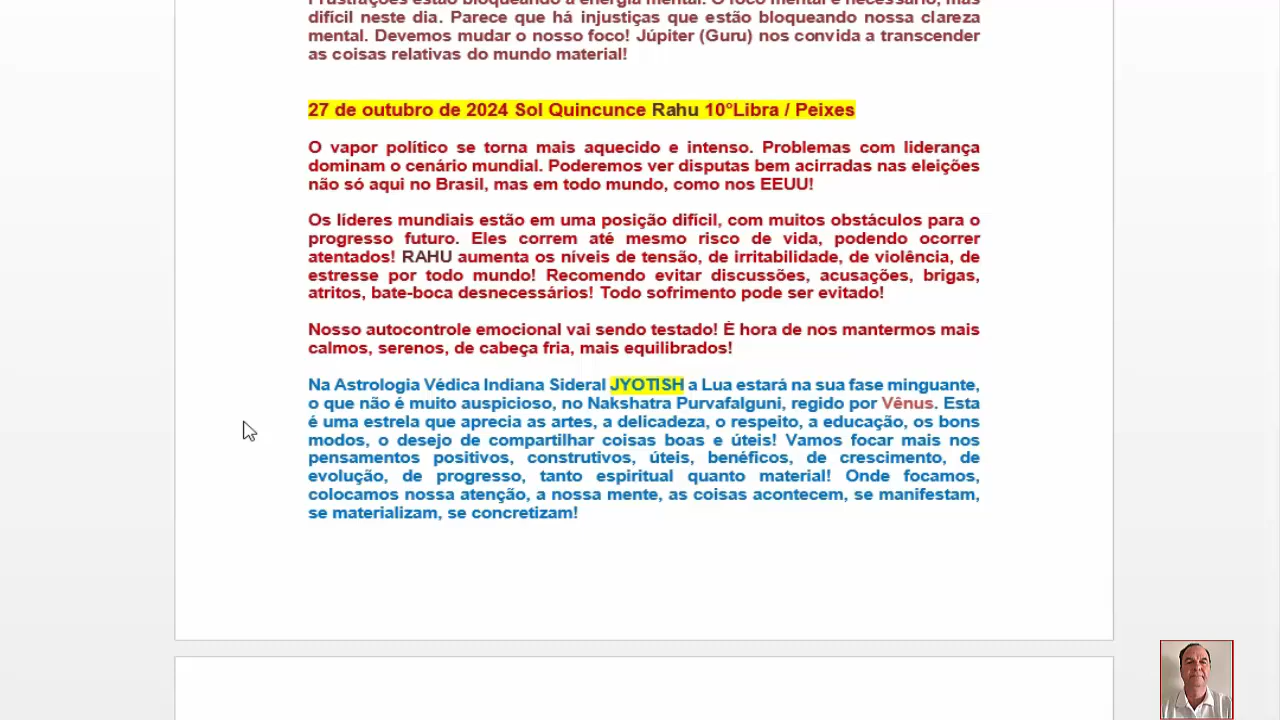 Frustrações estão bloqueando a energia mental. O foco mental é necessário, mas
difícil neste dia. Parece que há injustiças que estão bloqueando nossa clareza
mental. Devemos mudar o nosso foco! Júpiter (Guru) nos convida a transcender
as coisas relativas do mundo material!
27 de outubro de 2024 Sol Quincunce Rahu 10°Libra / Peixes
O vapor político se torna mais aquecido e intenso. Problemas com liderança
dominam o cenário mundial. Poderemos ver disputas bem acirradas nas eleições
não só aqui no Brasil, mas em todo mundo, como nos EEUU!
Os líderes mundiais estão em uma posição difícil, com muitos obstáculos para o
progresso futuro. Eles correm até mesmo risco de vida, podendo ocorrer
atentados! RAHU aumenta os níveis de tensão, de irritabilidade, de violência, de
estresse por todo mundo! Recomendo evitar discussões, acusações, brigas,
atritos, bate-boca desnecessários! Todo sofrimento pode ser evitado!
Nosso autocontrole emocional vai sendo testado! É hora de nos mantermos mais
calmos, serenos, de cabeça fria, mais equilibrados!
Na Astrologia Védica Indiana Sideral JYOTISH a Lua estará na sua fase minguante,
o que não é muito auspicioso, no Nakshatra Purvafalguni, regido por Vênus. Esta
é uma estrela que aprecia as artes, a delicadeza, o respeito, a educação, os bons
modos, o desejo de compartilhar coisas boas e úteis! Vamos focar mais nos
pensamentos positivos, construtivos, úteis, benéficos, de crescimento, de
evolução, de progresso, tanto espiritual quanto material! Onde focamos,
colocamos nossa atenção, a nossa mente, as coisas acontecem, se manifestam,
se materializam, se concretizam!